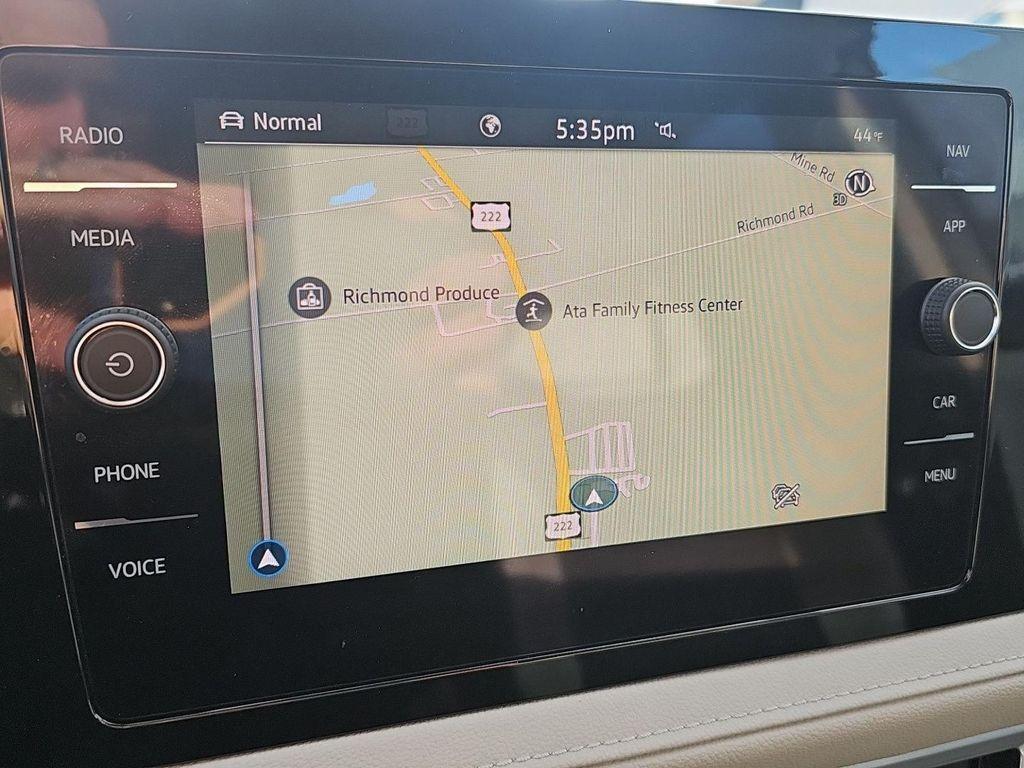 RADIO
MEDIA
PHONE
VOICE
Normal
222
5:35pm
44°F
Mine Rd
N
3D
Richmond Rd
222
Richmond Produce
Ata Family Fitness Center
222
NAV
APP
CAR
MENU